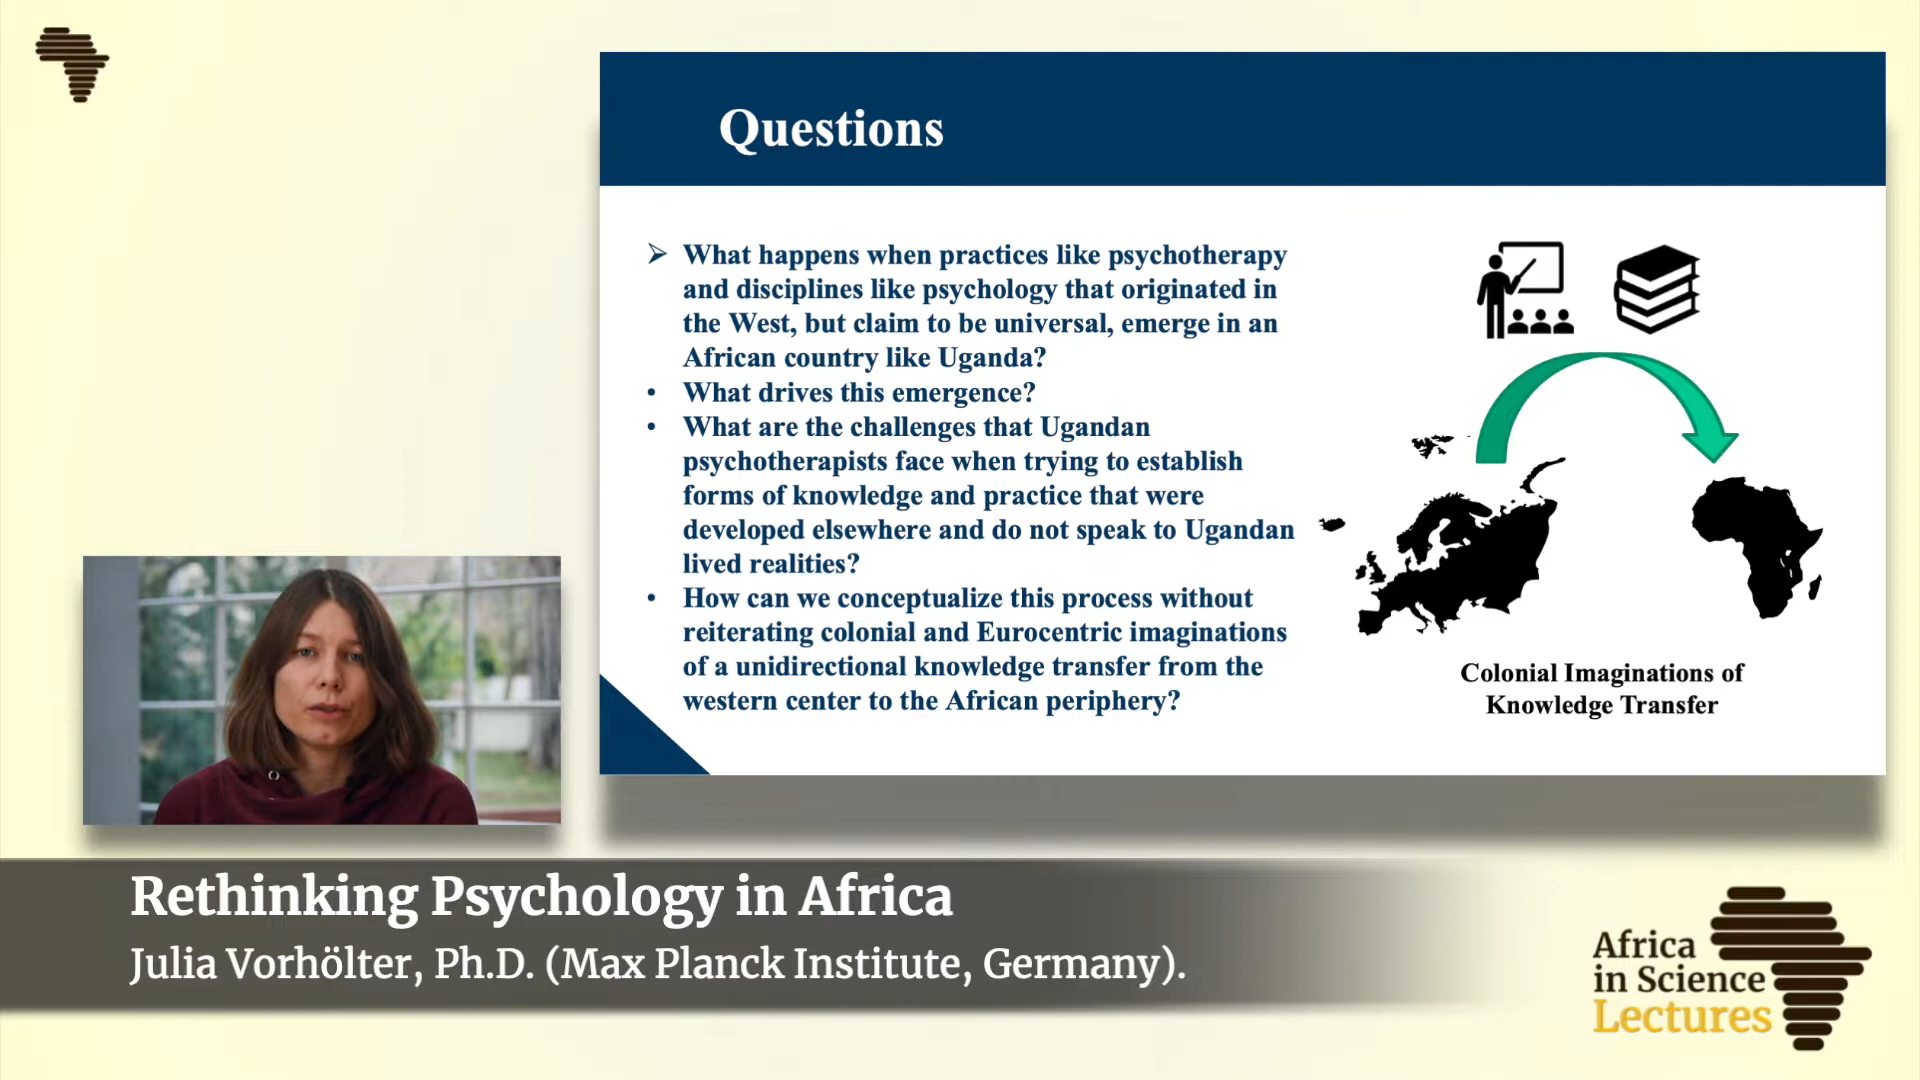 Questions
➢ What happens when practices like psychotherapy
and disciplines like psychology that originated in
the West, but claim to be universal, emerge in an
African country like Uganda?
• What drives this emergence?
• What are the challenges that Ugandan
psychotherapists face when trying to establish
forms of knowledge and practice that were
developed elsewhere and do not speak to Ugandan
lived realities?
• How can we conceptualize this process without
reiterating colonial and Eurocentric imaginations
of a unidirectional knowledge transfer from the
western center to the African periphery?
Colonial Imaginations of
Knowledge Transfer
Rethinking Psychology in Africa
Julia Vorhölter, Ph.D. (Max Planck Institute, Germany).
Africa
in Science
Lectures